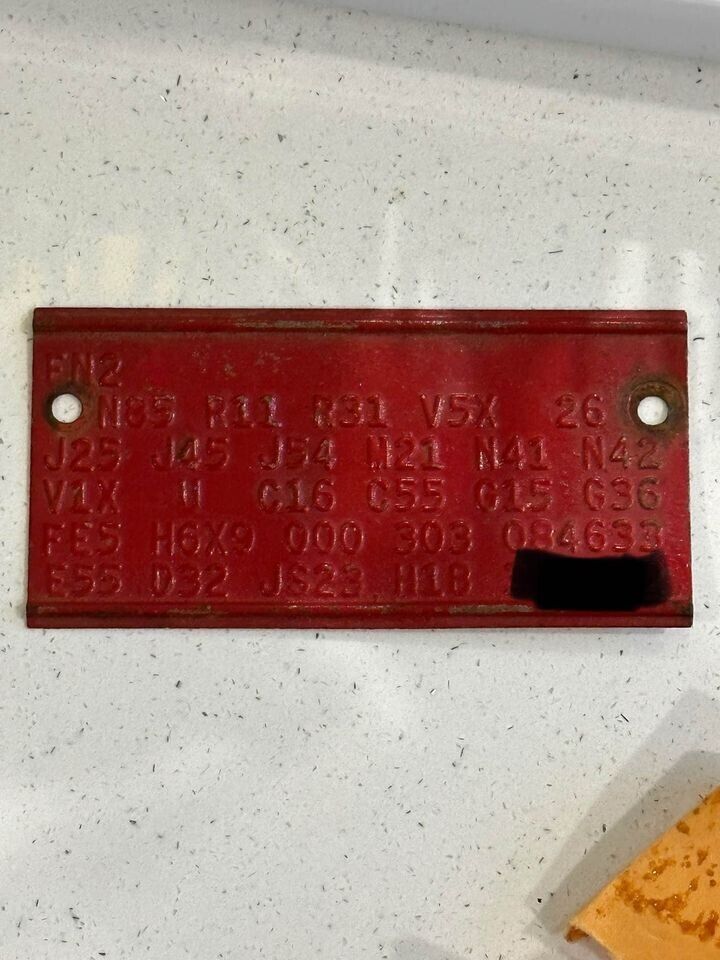 EN2
N85 R11 R31 V5X 26
J25 J45 J54 M21 N41 N42
V1X U C16 C55 G15 G36
FE5 H6X9 000 303 084633
E55 D32 JS23 H1B